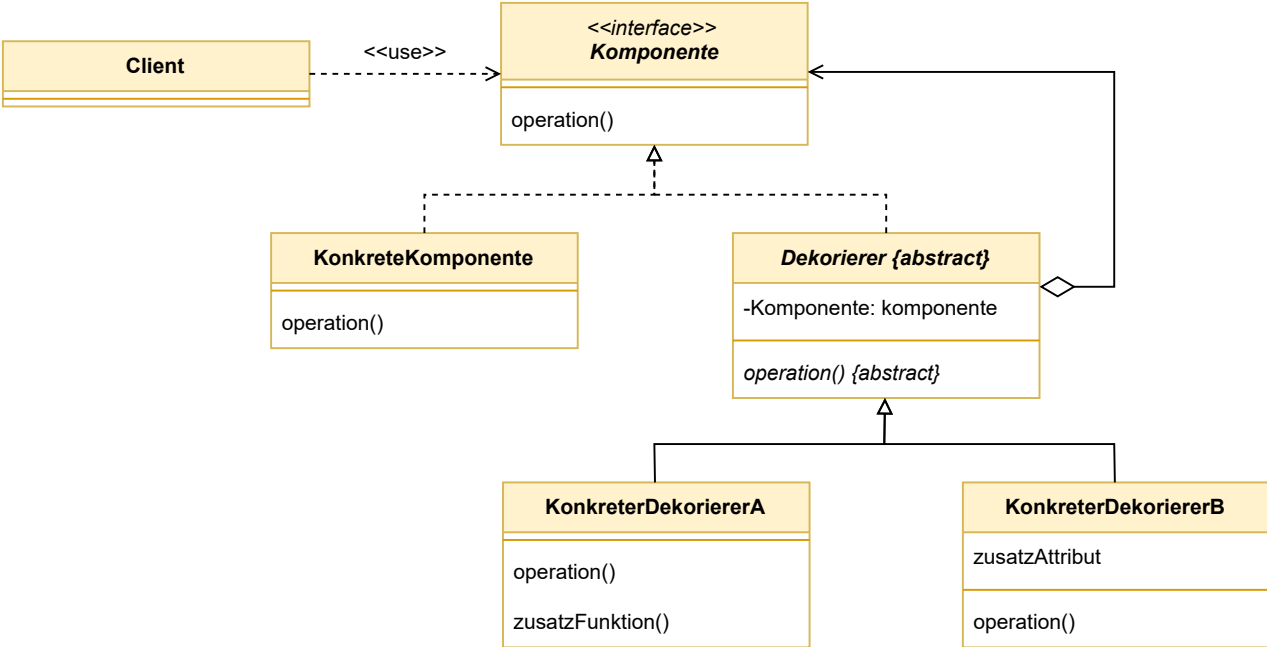 <<interface>>
Komponente
<<use>>
Client
operation()
KonkreteKomponente
operation()
Dekorierer {abstract}
-Komponente: komponente
operation() {abstract}
KonkreterDekoriererA
operation()
zusatzFunktion()
KonkreterDekoriererB
zusatzAttribut
operation()